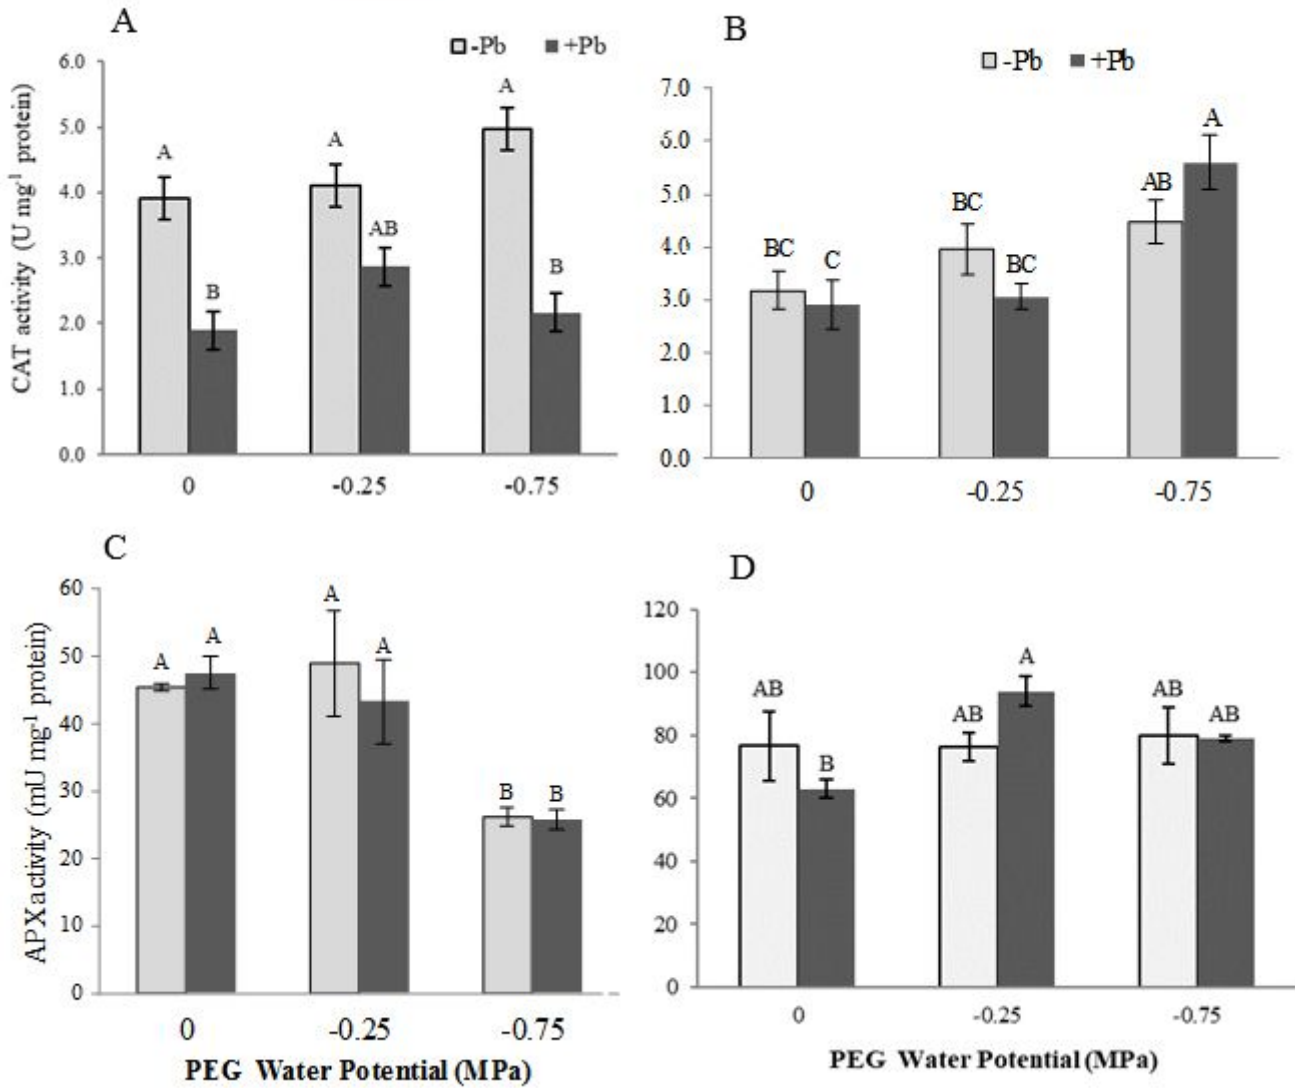 A
-Pb +Pb
CAT activity (U mg-1 protein)
6.0
5.0
4.0
3.0
2.0
1.0
0.0
A
B
A
AB
A
B
0 -0.25 -0.75
B
-Pb +Pb
7.0
6.0
5.0
4.0
3.0
2.0
1.0
0.0
BC
C
BC
BC
AB
A
0 -0.25 -0.75
C
APX activity (mU mg-1 protein)
60
50
40
30
20
10
0
A
A
A
A
B
B
0 -0.25 -0.75
PEG Water Potential (MPa)
D
120
100
80
60
40
20
0
AB
B
AB
A
AB
AB
0 -0.25 -0.75
PEG Water Potential (MPa)